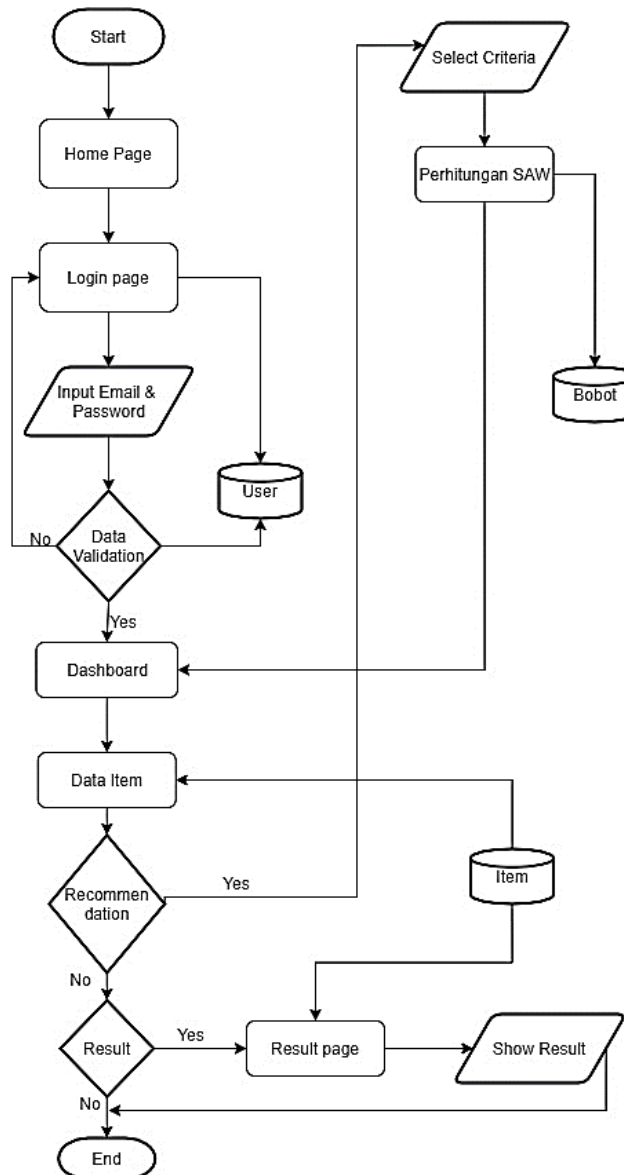 Start
Select Criteria
Home Page
Perhitungan SAW
Login page
Input Email &
Password
Bobot
User
No
Data
Validation
Yes
Dashboard
Data Item
Recommen
dation
Yes
Item
No
Result
Yes
Result page
Show Result
No
End